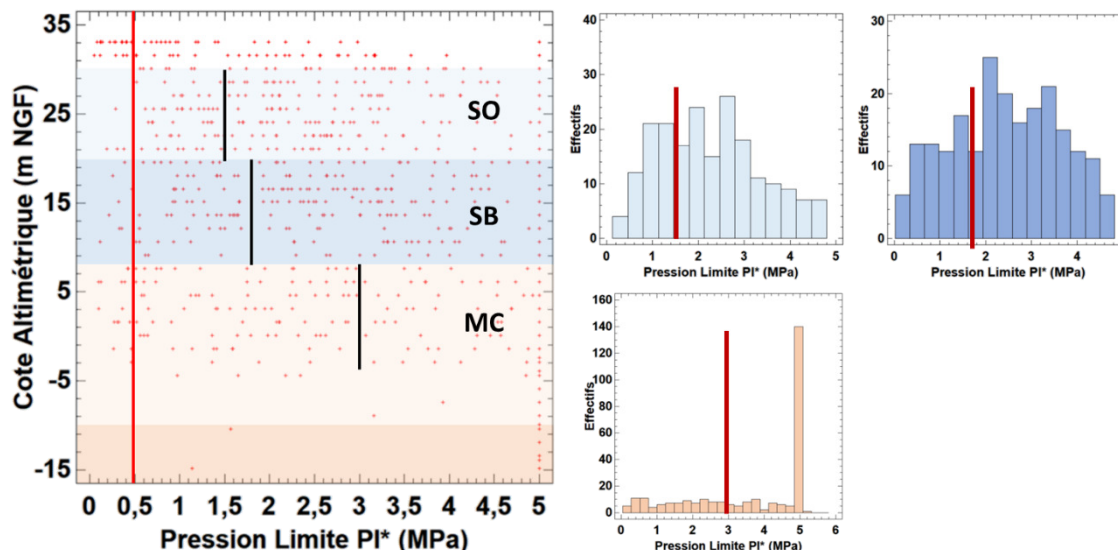 35
25
15
5
-5
-15
Cote Altimétrique (m NGF)
SO
SB
MC
0 0,5 1 1,5 2 2,5 3 3,5 4 4,5 5
Pression Limite Pl* (MPa)
40
30
20
10
0
Effectifs
0 1 2 3 4 5
Pression Limite Pl* (MPa)
30
20
10
0
Effectifs
0 1 2 3 4
Pression Limite Pl* (MPa)
160
140
120
100
80
60
40
20
0
Effectifs
0 1 2 3 4 5 6
Pression Limite Pl* (MPa)